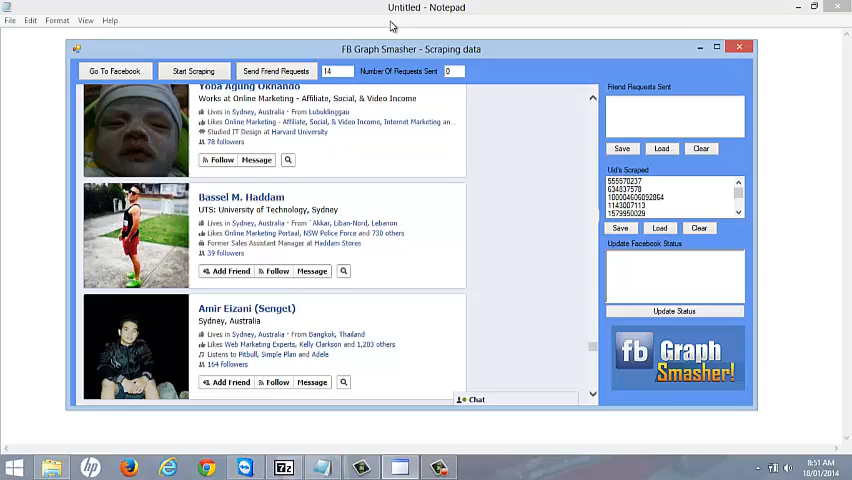 Untitled - Notepad
File Edit Format View Help
FB Graph Smasher - Scraping data
Go To Facebook Start Scraping Send Friend Requests 14 Number Of Requests Sent 0
Yoba Agung Oknando
Works at Online Marketing - Affiliate, Social, & Video Income
Lives in Sydney, Australia · From Lubuklinggau
Likes Online Marketing - Affiliate, Social, & Video Income, Internet Marketing an...
Studied IT Design at Harvard University
78 followers
Follow Message
Bassel M. Haddam
UTS: University of Technology, Sydney
Lives in Sydney, Australia · From `Akkar, Liban-Nord, Lebanon
Likes Online Marketing Portaal, NSW Police Force and 730 others
Former Sales Assistant Manager at Haddam Stores
39 followers
Add Friend Follow Message
Amir Eizani (Senget)
Sydney, Australia
Lives in Sydney, Australia · From Bangkok, Thailand
Likes Web Marketing Experts, Kelly Clarkson and 1,203 others
Listens to Pitbull, Simple Plan and Adele
164 followers
Add Friend Follow Message
Chat
Friend Requests Sent
Save Load Clear
Uid's Scraped
555570237
634837578
100004606092864
1143007113
1579950029
Save Load Clear
Update Facebook Status
Update Status
fb Graph Smasher!
hp
7z
8:51 AM
18/01/2014